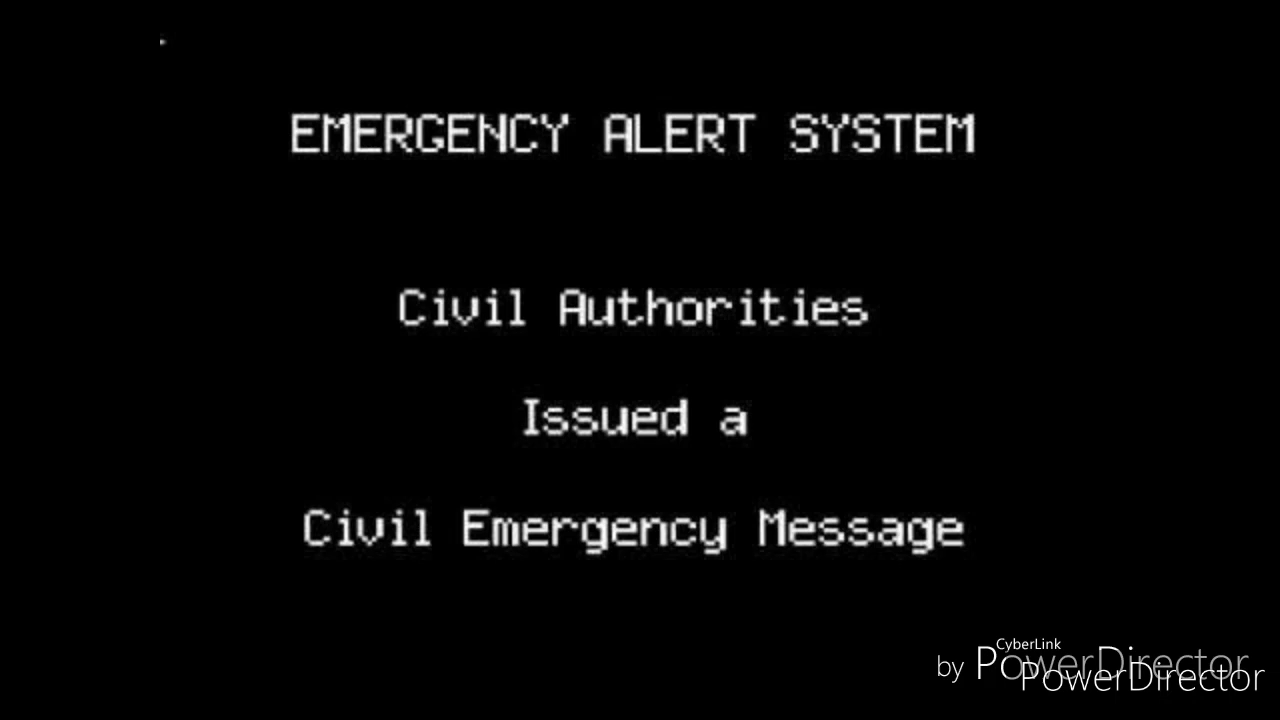 EMERGENCY ALERT SYSTEM
Civil Authorities
Issued a
Civil Emergency Message
CyberLink
by PowerDirector
PowerDirector